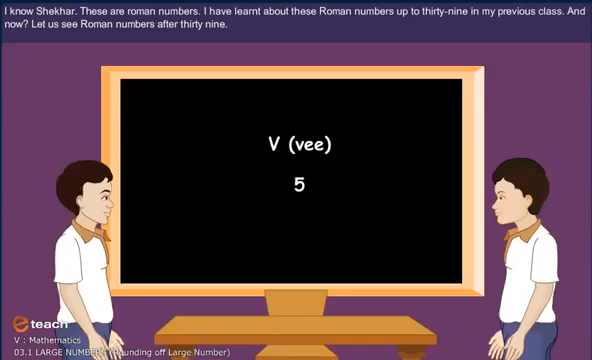 I know Shekhar. These are roman numbers. I have learnt about these Roman numbers up to thirty-nine in my previous class. And
now? Let us see Roman numbers after thirty nine.
V (vee)
5
e teach
V : Mathematics
03.1 LARGE NUMBERS (Rounding off Large Number)